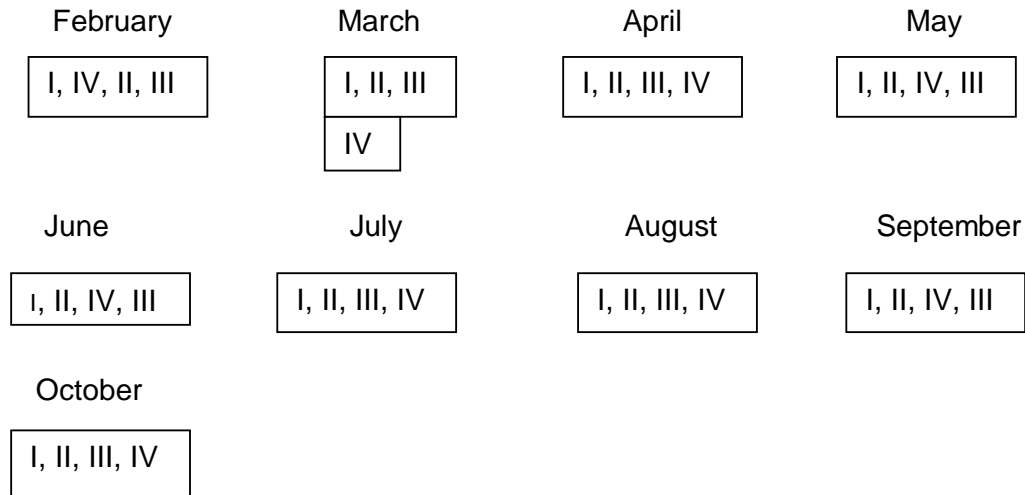 February March April May
I, IV, II, III I, II, III I, II, III, IV I, II, IV, III
IV
June July August September
I, II, IV, III I, II, III, IV I, II, III, IV I, II, IV, III
October
I, II, III, IV